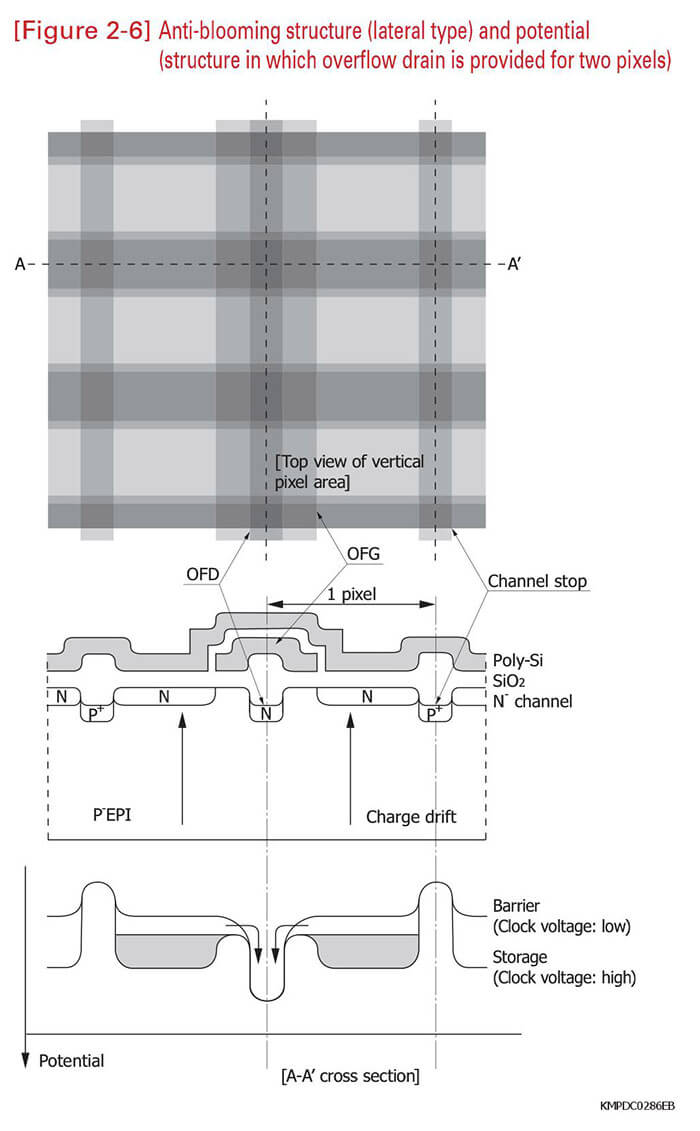 [Figure 2-6] Anti-blooming structure (lateral type) and potential
(structure in which overflow drain is provided for two pixels)
A
A′
[Top view of vertical
pixel area]
OFG
OFD
Channel stop
1 pixel
Poly-Si
SiO₂
N⁻ channel
N
N
N
N
P⁺
P⁺
P⁻EPI
Charge drift
Barrier
(Clock voltage: low)
Storage
(Clock voltage: high)
Potential
[A-A′ cross section]
KMPDC0286EB